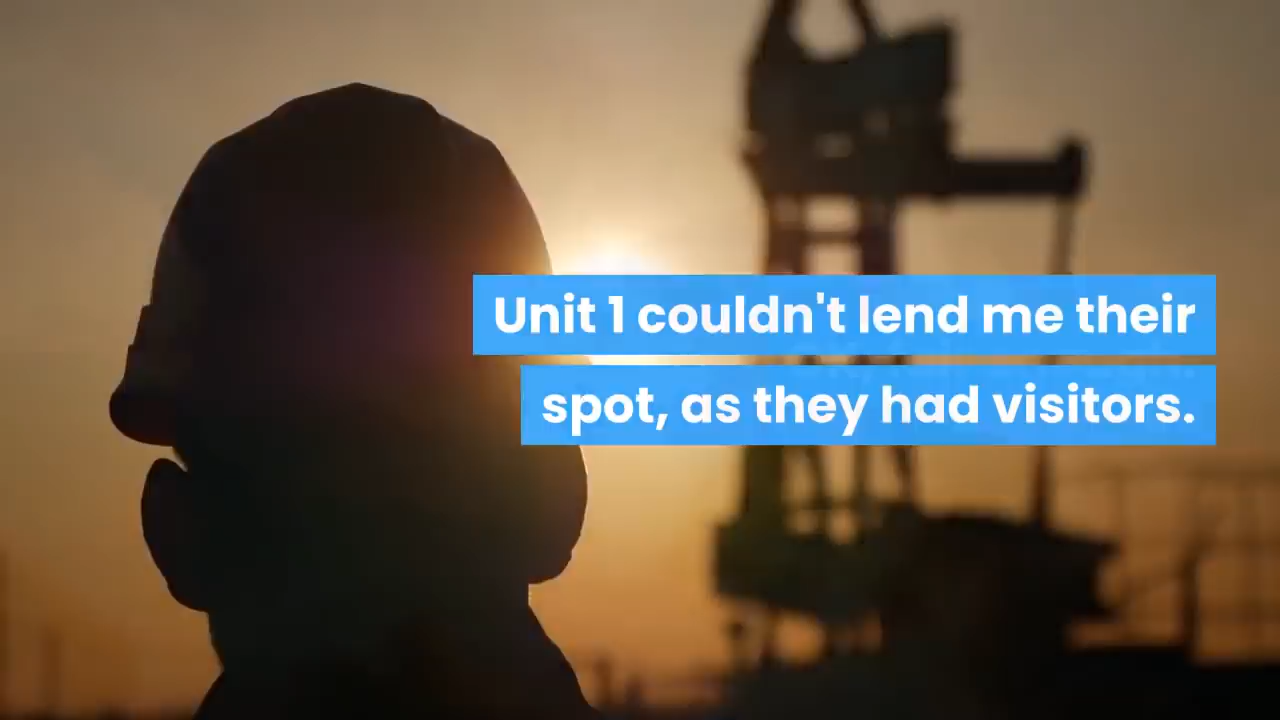 Unit 1 couldn't lend me their
spot, as they had visitors.